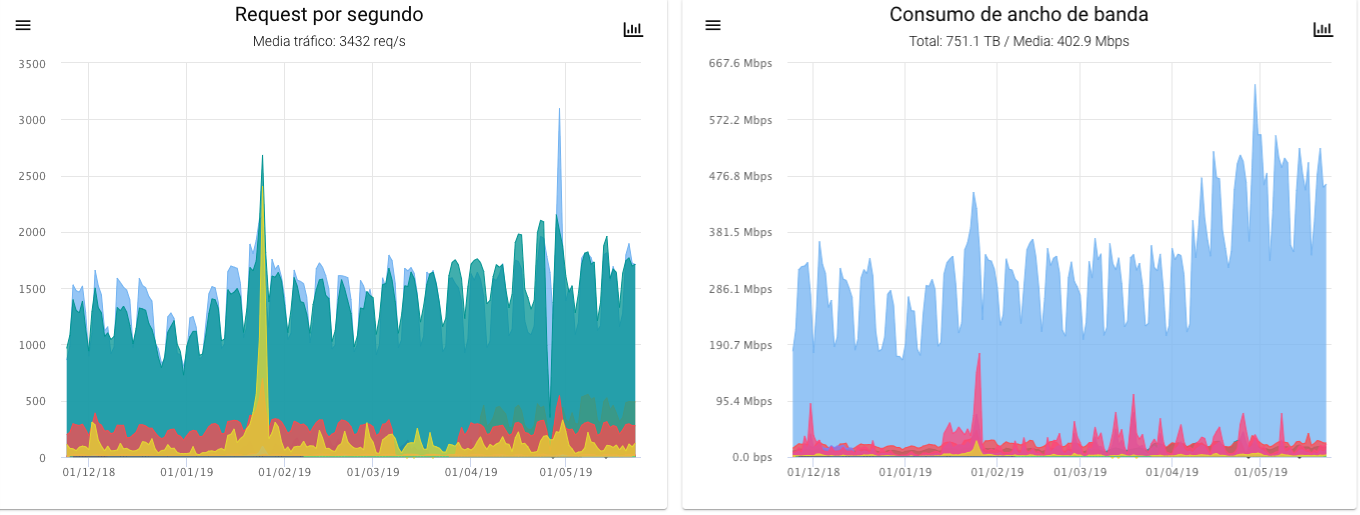 Request por segundo
Media tráfico: 3432 req/s
3500
3000
2500
2000
1500
1000
500
0
01/12/18 01/01/19 01/02/19 01/03/19 01/04/19 01/05/19
Consumo de ancho de banda
Total: 751.1 TB / Media: 402.9 Mbps
667.6 Mbps
572.2 Mbps
476.8 Mbps
381.5 Mbps
286.1 Mbps
190.7 Mbps
95.4 Mbps
0.0 bps
01/12/18 01/01/19 01/02/19 01/03/19 01/04/19 01/05/19